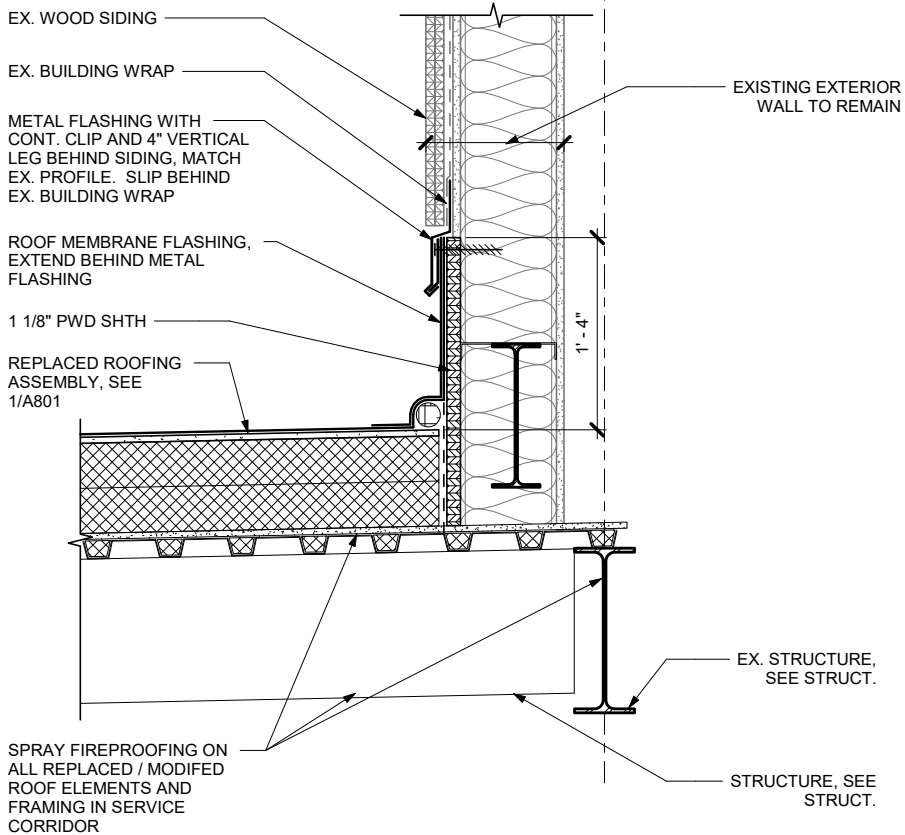 EX. WOOD SIDING
EX. BUILDING WRAP
METAL FLASHING WITH
CONT. CLIP AND 4" VERTICAL
LEG BEHIND SIDING, MATCH
EX. PROFILE. SLIP BEHIND
EX. BUILDING WRAP
ROOF MEMBRANE FLASHING,
EXTEND BEHIND METAL
FLASHING
1 1/8" PWD SHTH
REPLACED ROOFING
ASSEMBLY, SEE
1/A801
SPRAY FIREPROOFING ON
ALL REPLACED / MODIFED
ROOF ELEMENTS AND
FRAMING IN SERVICE
CORRIDOR
EXISTING EXTERIOR
WALL TO REMAIN
1' - 4"
EX. STRUCTURE,
SEE STRUCT.
STRUCTURE, SEE
STRUCT.